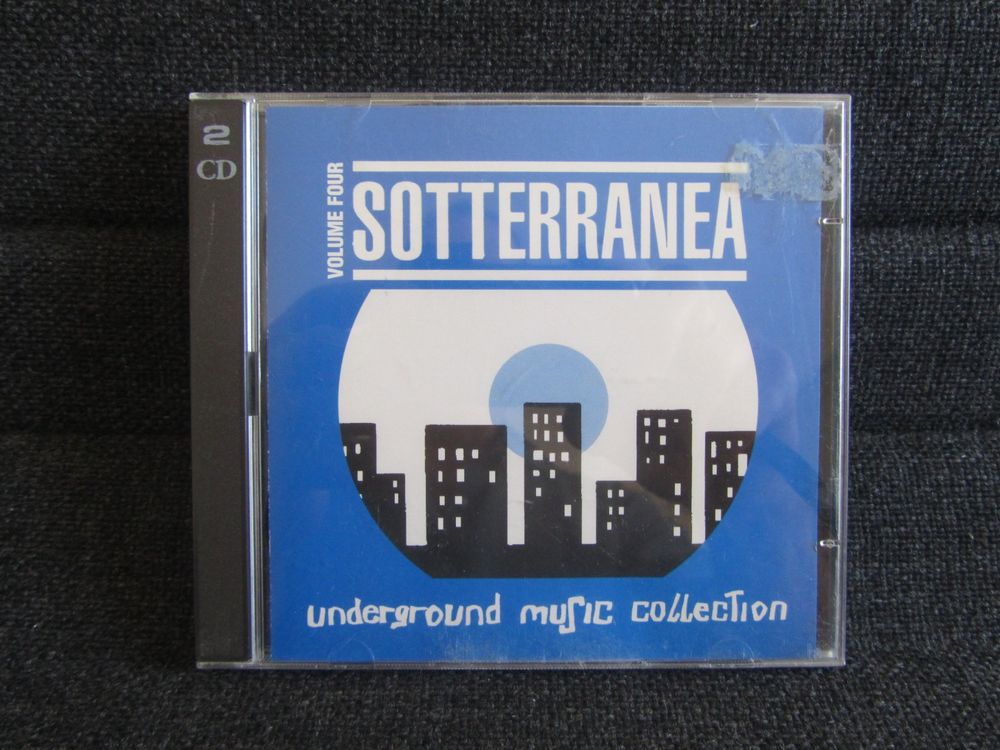 2
CD
VOLUME FOUR
SOTTERRANEA
underground music collection